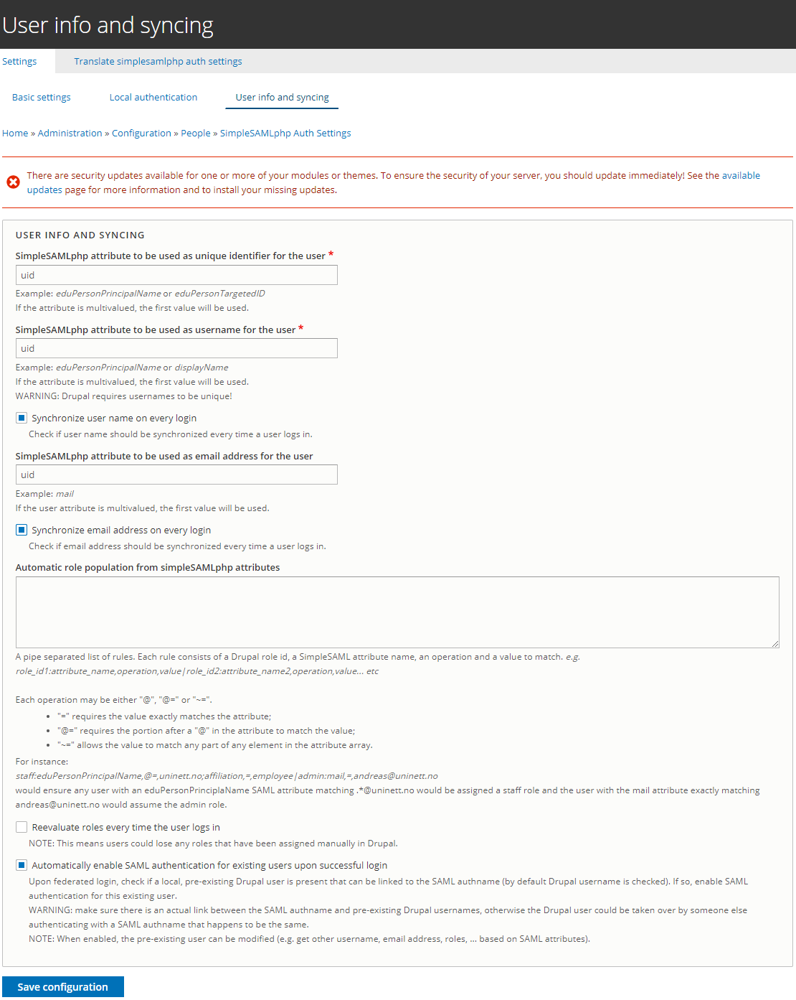 User info and syncing
Settings
Translate simplesamlphp auth settings
Basic settings
Local authentication
User info and syncing
Home » Administration » Configuration » People » SimpleSAMLphp Auth Settings
There are security updates available for one or more of your modules or themes. To ensure the security of your server, you should update immediately! See the available
updates page for more information and to install your missing updates.
USER INFO AND SYNCING
SimpleSAMLphp attribute to be used as unique identifier for the user *
uid
Example: eduPersonPrincipalName or eduPersonTargetedID
If the attribute is multivalued, the first value will be used.
SimpleSAMLphp attribute to be used as username for the user *
uid
Example: eduPersonPrincipalName or displayName
If the attribute is multivalued, the first value will be used.
WARNING: Drupal requires usernames to be unique!
Synchronize user name on every login
Check if user name should be synchronized every time a user logs in.
SimpleSAMLphp attribute to be used as email address for the user
uid
Example: mail
If the user attribute is multivalued, the first value will be used.
Synchronize email address on every login
Check if email address should be synchronized every time a user logs in.
Automatic role population from simpleSAMLphp attributes
A pipe separated list of rules. Each rule consists of a Drupal role id, a SimpleSAML attribute name, an operation and a value to match. e.g.
role_id1:attribute_name,operation,value|role_id2:attribute_name2,operation,value... etc
Each operation may be either "@", "@=" or "~=".
• "=" requires the value exactly matches the attribute;
• "@=" requires the portion after a "@" in the attribute to match the value;
• "~=" allows the value to match any part of any element in the attribute array.
For instance:
staff:eduPersonPrincipalName,@=,uninett.no;affiliation,=,employee|admin:mail,=,andreas@uninett.no
would ensure any user with an eduPersonPrinciplaName SAML attribute matching .*@uninett.no would be assigned a staff role and the user with the mail attribute exactly matching
andreas@uninett.no would assume the admin role.
Reevaluate roles every time the user logs in
NOTE: This means users could lose any roles that have been assigned manually in Drupal.
Automatically enable SAML authentication for existing users upon successful login
Upon federated login, check if a local, pre-existing Drupal user is present that can be linked to the SAML authname (by default Drupal username is checked). If so, enable SAML
authentication for this existing user.
WARNING: make sure there is an actual link between the SAML authname and pre-existing Drupal usernames, otherwise the Drupal user could be taken over by someone else
authenticating with a SAML authname that happens to be the same.
NOTE: When enabled, the pre-existing user can be modified (e.g. get other username, email address, roles, ... based on SAML attributes).
Save configuration